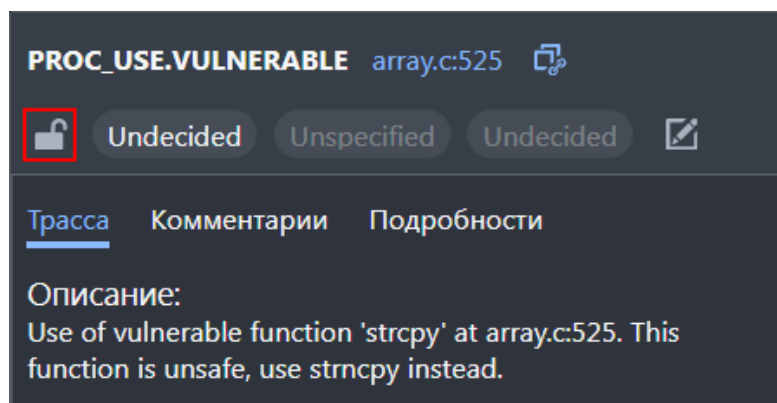 PROC_USE.VULNERABLE array.c:525
Undecided Unspecified Undecided
Трасса Комментарии Подробности
Описание:
Use of vulnerable function 'strcpy' at array.c:525. This
function is unsafe, use strncpy instead.